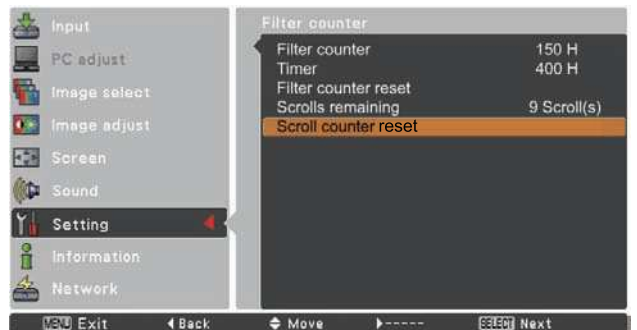 Input
PC adjust
Image select
Image adjust
Screen
Sound
Setting
Information
Network
Filter counter
Filter counter 150 H
Timer 400 H
Filter counter reset
Scrolls remaining 9 Scroll(s)
Scroll counter reset
MENU Exit Back Move ----- SELECT Next